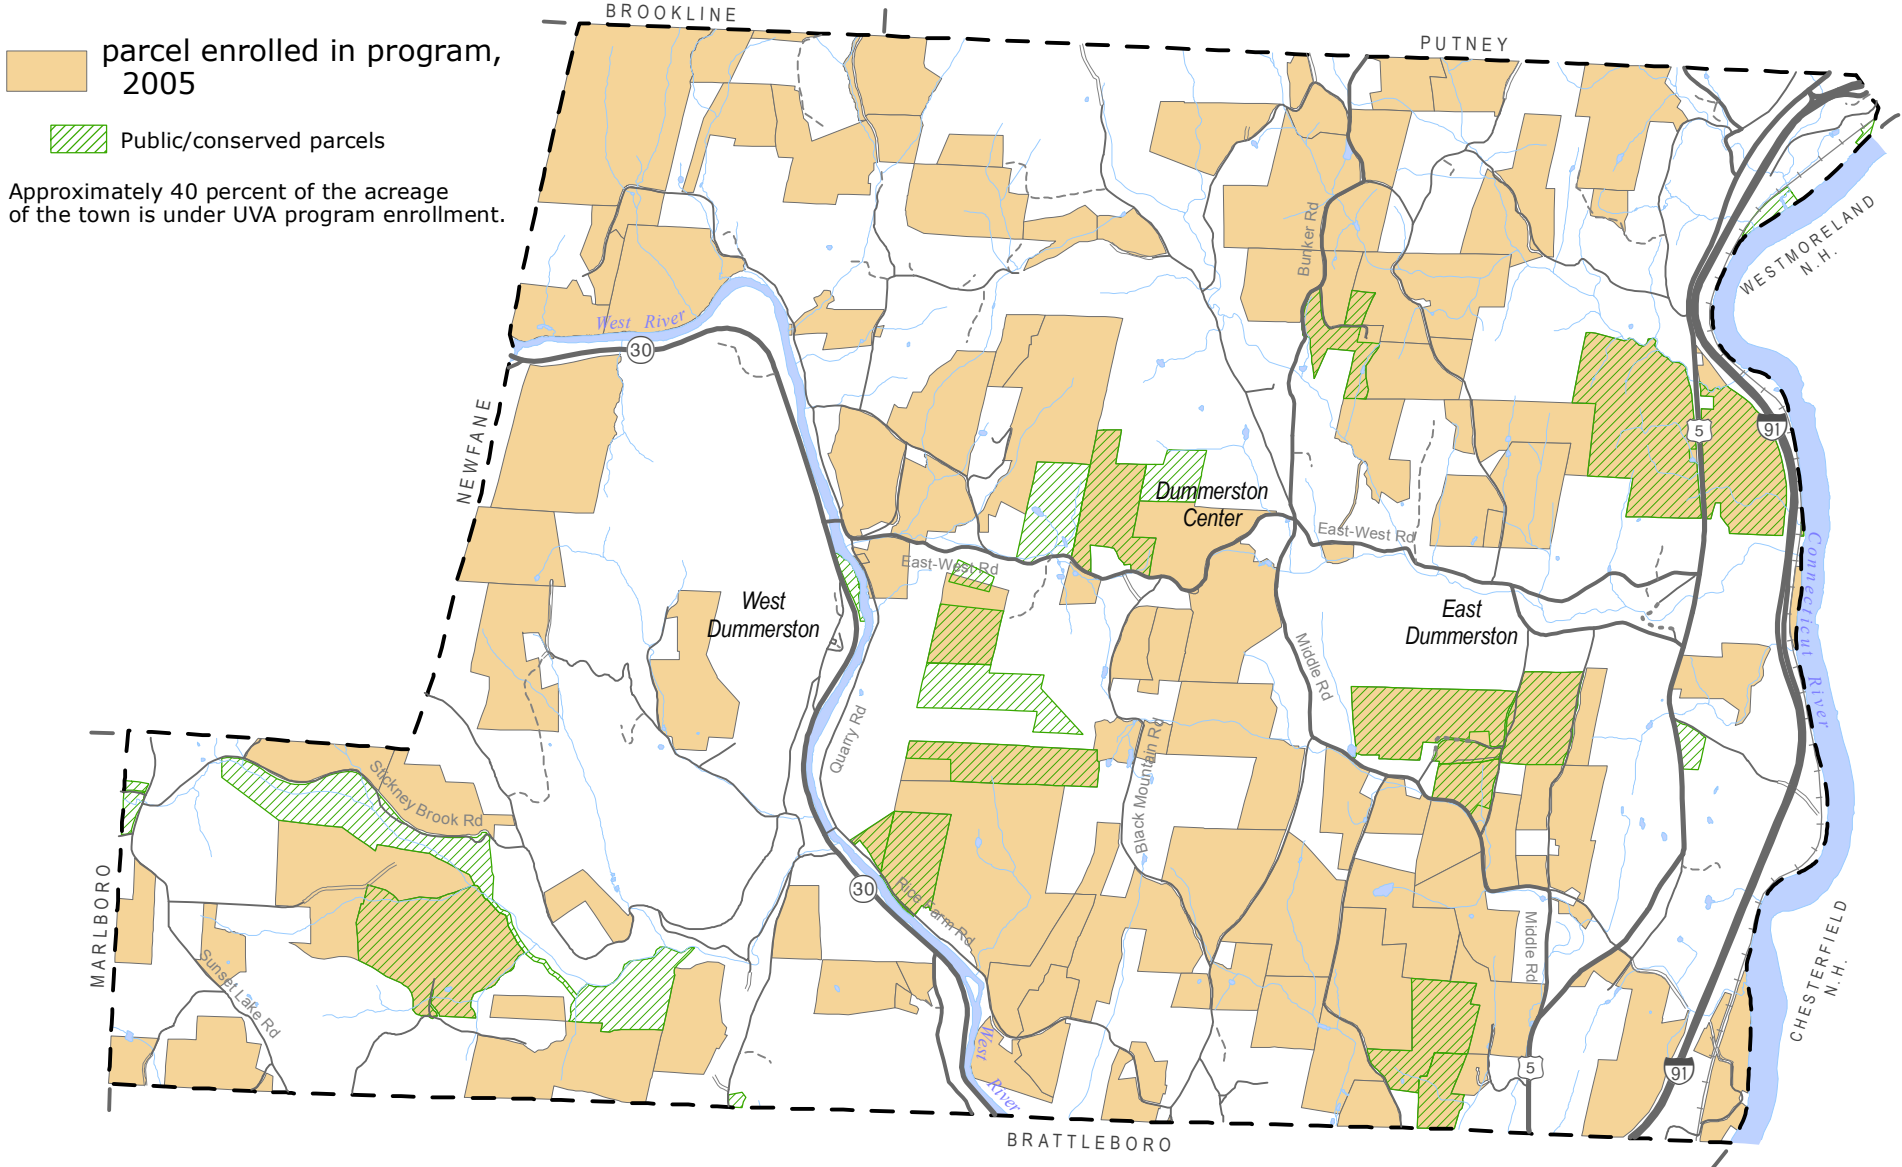 BROOKLINE
PUTNEY
parcel enrolled in program,
2005
Public/conserved parcels
Approximately 40 percent of the acreage
of the town is under UVA program enrollment.
WESTMORELAND
N.H.
Bunker Rd
West River
30
NEWFANE
5
91
Dummerston
Center
East-West Rd
East-West Rd
Connecticut River
West
Dummerston
East
Dummerston
Middle Rd
Quarry Rd
Black Mountain Rd
Stickney Brook Rd
MARLBORO
30
Rice Farm Rd
Sunset Lake Rd
Middle Rd
CHESTERFIELD
N.H.
West River
5
91
BRATTLEBORO